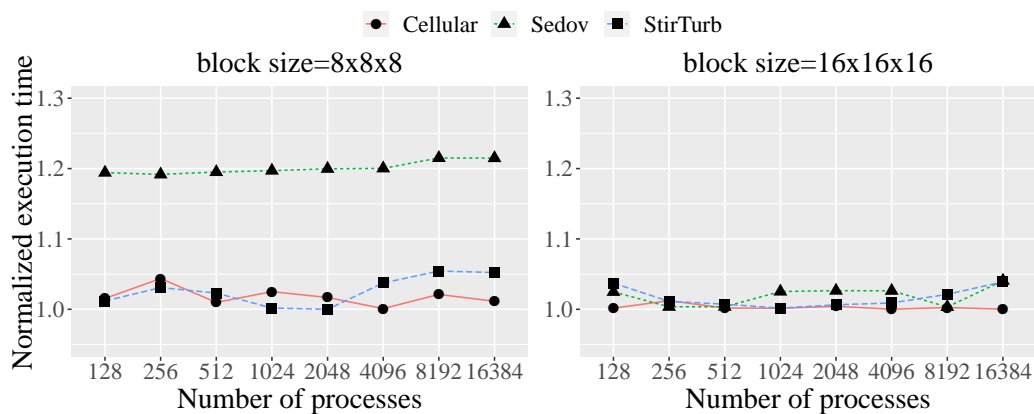 Cellular Sedov StirTurb
block size=8x8x8 block size=16x16x16
Normalized execution time
1.3
1.2
1.1
1.0
128 256 512 1024 2048 4096 8192 16384
Number of processes
1.3
1.2
1.1
1.0
128 256 512 1024 2048 4096 8192 16384
Number of processes